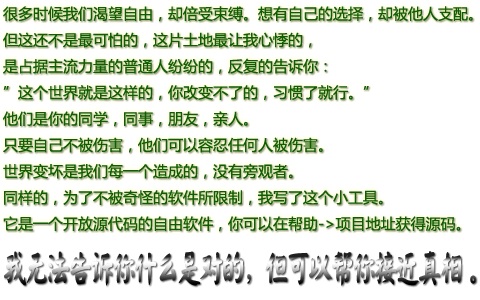 很多时候我们渴望自由，却倍受束缚。想有自己的选择，却被他人支配。
但这还不是最可怕的，这片土地最让我心悸的，
是占据主流力量的普通人纷纷的，反复的告诉你：
”这个世界就是这样的，你改变不了的，习惯了就行。”
他们是你的同学，同事，朋友，亲人。
只要自己不被伤害，他们可以容忍任何人被伤害。
世界变坏是我们每一个造成的，没有旁观者。
同样的，为了不被奇怪的软件所限制，我写了这个小工具。
它是一个开放源代码的自由软件，你可以在帮助->项目地址获得源码。
我无法告诉你什么是对的，但可以帮你接近真相。